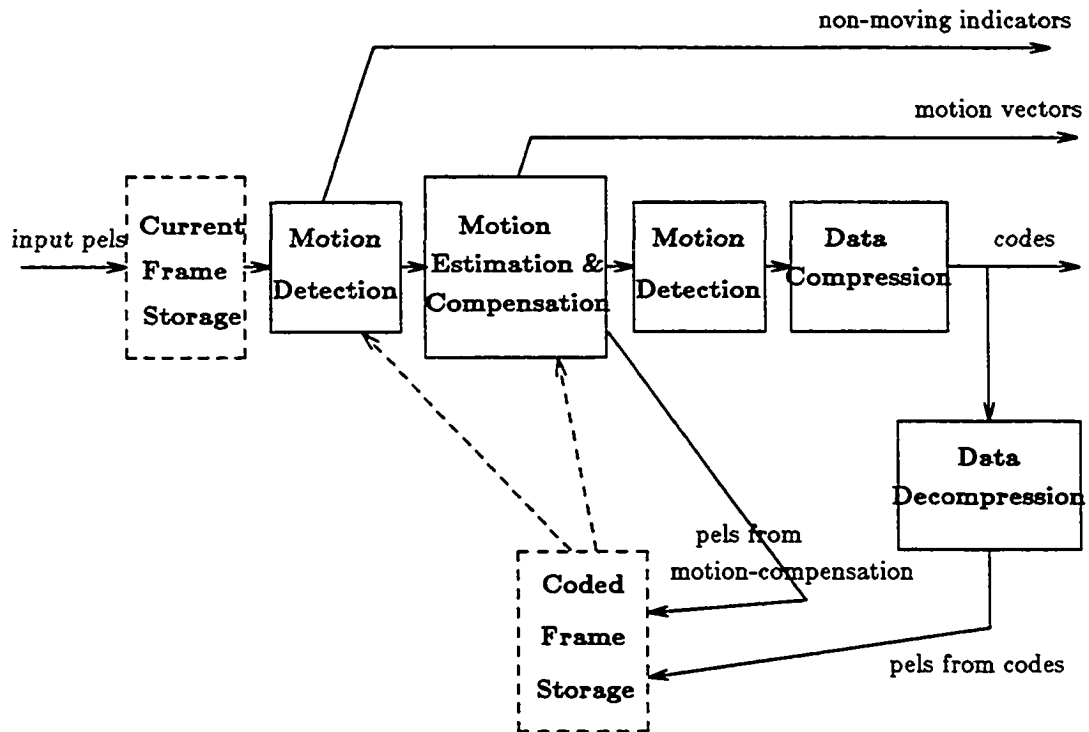 non-moving indicators
motion vectors
input pels
Current
Frame
Storage
Motion
Detection
Motion
Estimation &
Compensation
Motion
Detection
Data
Compression
codes
Data
Decompression
pels from
motion-compensation
Coded
Frame
Storage
pels from codes